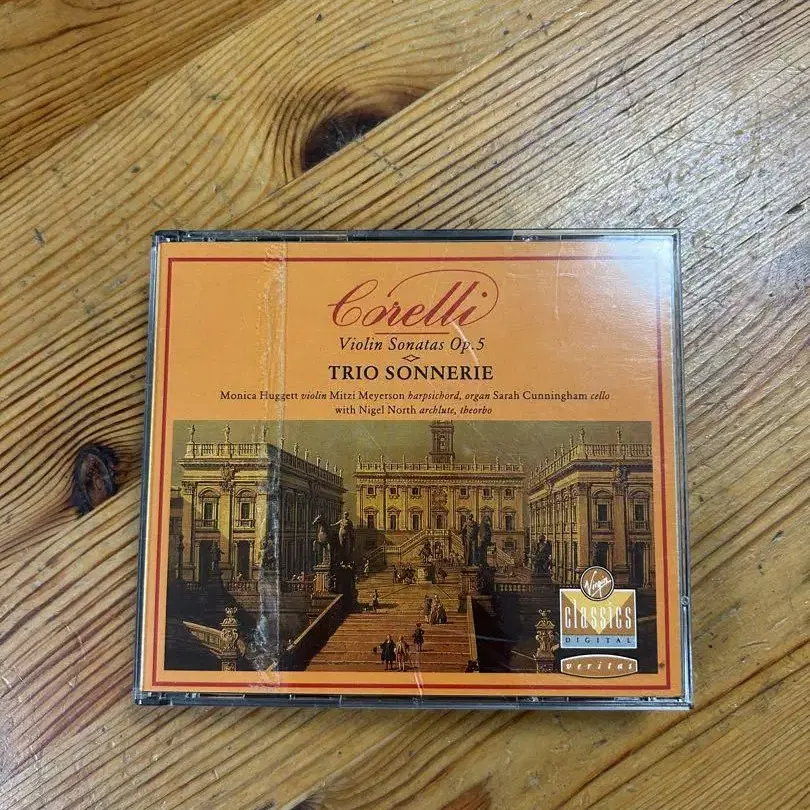 Corelli
Violin Sonatas Op.5
TRIO SONNERIE
Monica Huggett violin Mitzi Meyerson harpsichord, organ Sarah Cunningham cello
with Nigel North archlute, theorbo
Virgin
classics
DIGITAL
veritas